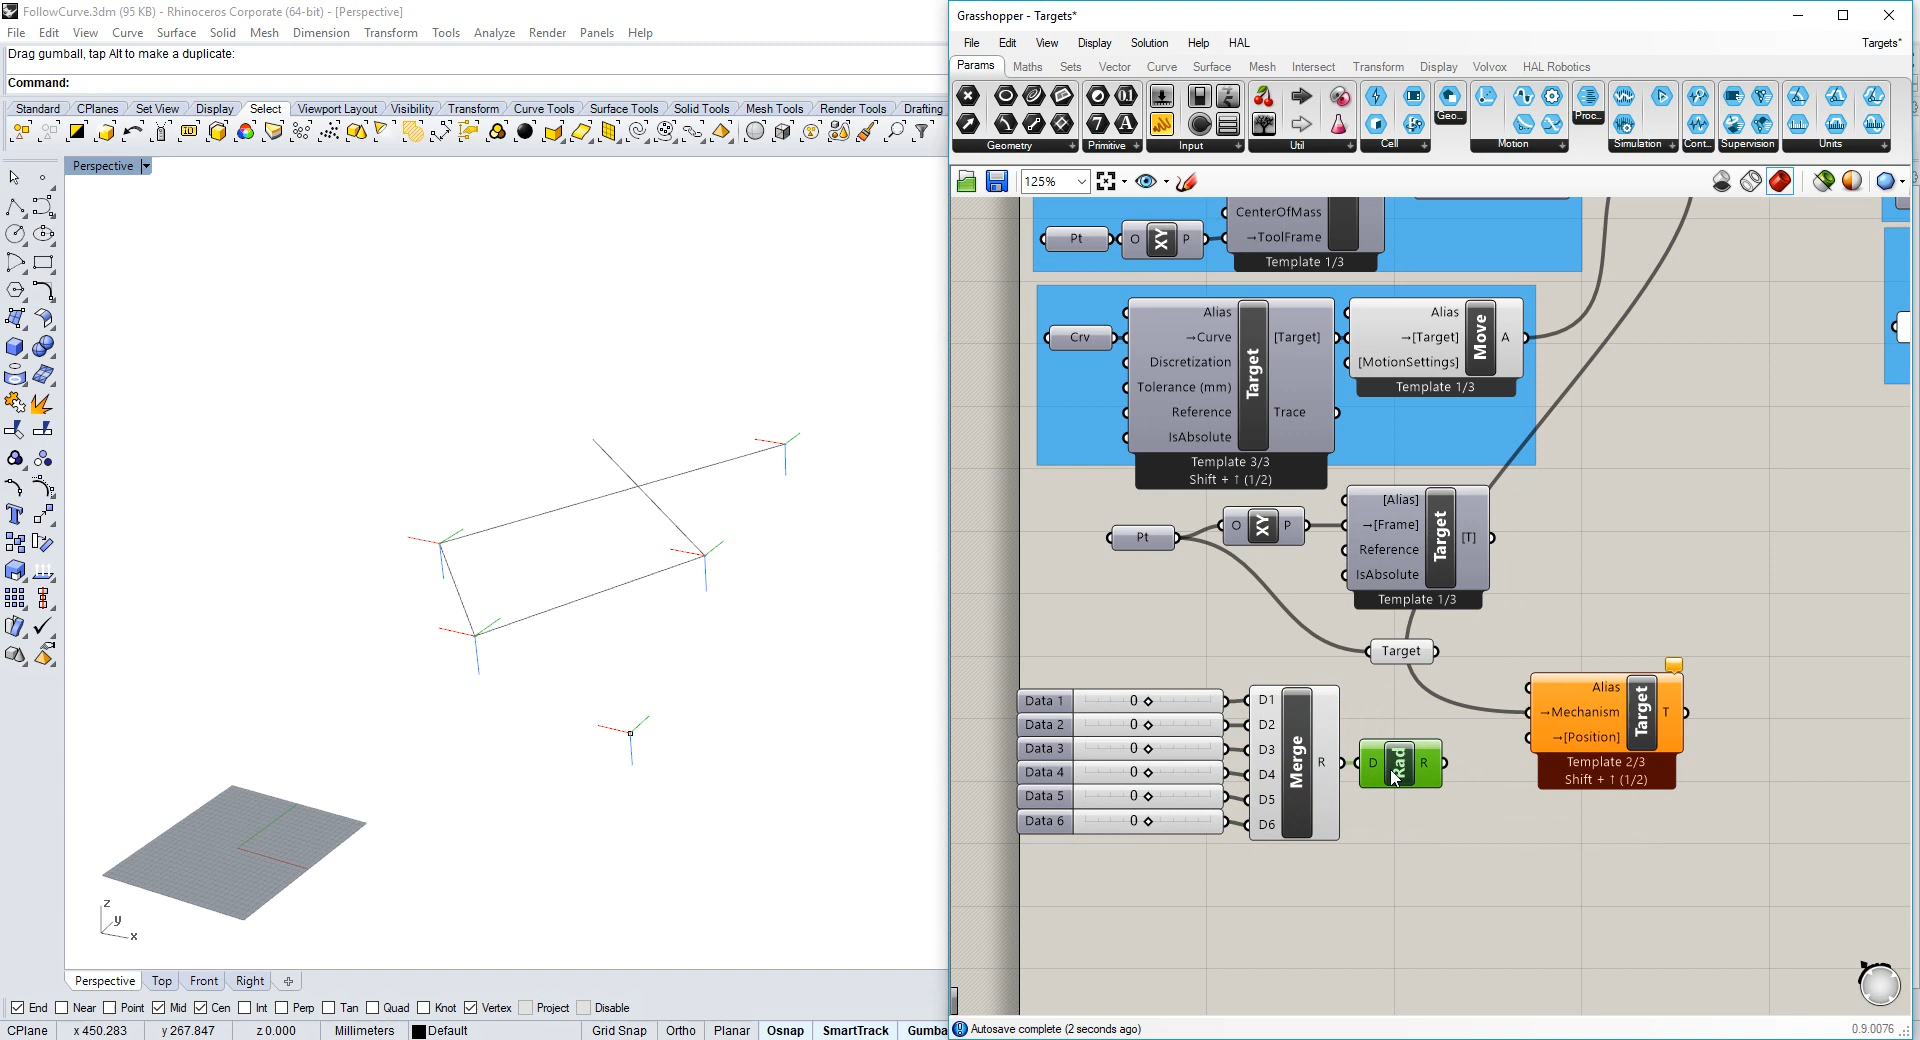 FollowCurve.3dm (95 KB) - Rhinoceros Corporate (64-bit) - [Perspective]
File Edit View Curve Surface Solid Mesh Dimension Transform Tools Analyze Render Panels Help
Drag gumball, tap Alt to make a duplicate:
Command:
Standard CPlanes Set View Display Select Viewport Layout Visibility Transform Curve Tools Surface Tools Solid Tools Mesh Tools Render Tools Drafting
Perspective
z
y
x
Perspective Top Front Right
End Near Point Mid Cen Int Perp Tan Quad Knot Vertex Project Disable
CPlane x 450.283 y 267.847 z 0.000 Millimeters Default Grid Snap Ortho Planar Osnap SmartTrack Gumba
Grasshopper - Targets*
File Edit View Display Solution Help HAL Targets*
Params Maths Sets Vector Curve Surface Mesh Intersect Transform Display Volvox HAL Robotics
Geometry Primitive Input Util Cell Geo... Motion Proc... Simulation Cont... Supervision Units
125%
CenterOfMass
Pt O XY P →ToolFrame
Template 1/3
Crv
Alias
→Curve
Discretization
Tolerance (mm)
Reference
IsAbsolute
Target
[Target]
Trace
Template 3/3
Shift + ↑ (1/2)
Alias
→[Target]
[MotionSettings]
Move
A
Template 1/3
Pt
O XY P
[Alias]
→[Frame]
Reference
IsAbsolute
Target
[T]
Template 1/3
Target
Data 1 0
Data 2 0
Data 3 0
Data 4 0
Data 5 0
Data 6 0
D1
D2
D3
D4
D5
D6
Merge
R
D Rad R
Alias
→Mechanism
→[Position]
Target
T
Template 2/3
Shift + ↑ (1/2)
Autosave complete (2 seconds ago)
0.9.0076